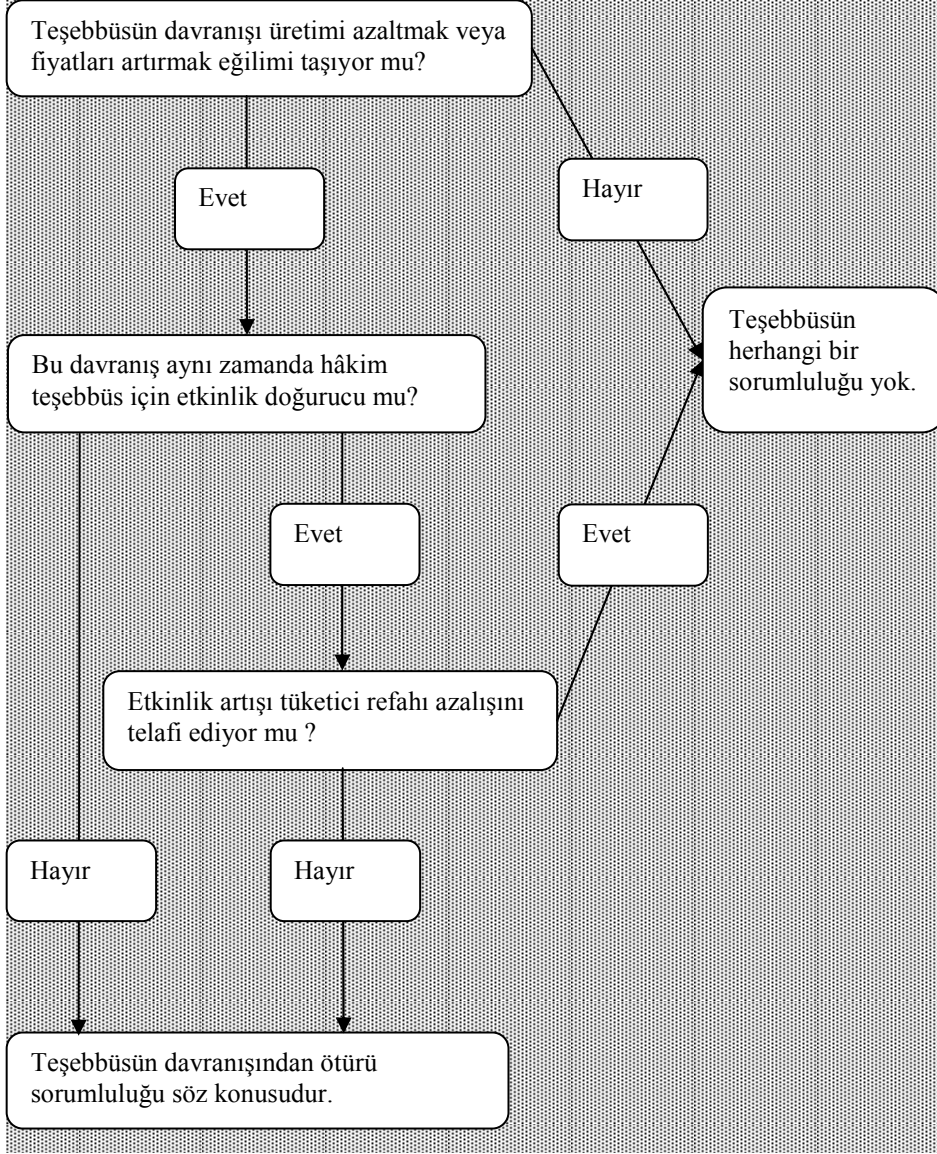 Teşebbüsün davranışı üretimi azaltmak veya
fiyatları artırmak eğilimi taşıyor mu?
Evet
Hayır
Teşebbüsün
herhangi bir
sorumluluğu yok.
Bu davranış aynı zamanda hâkim
teşebbüs için etkinlik doğurucu mu?
Evet
Evet
Etkinlik artışı tüketici refahı azalışını
telafi ediyor mu ?
Hayır
Hayır
Teşebbüsün davranışından ötürü
sorumluluğu söz konusudur.